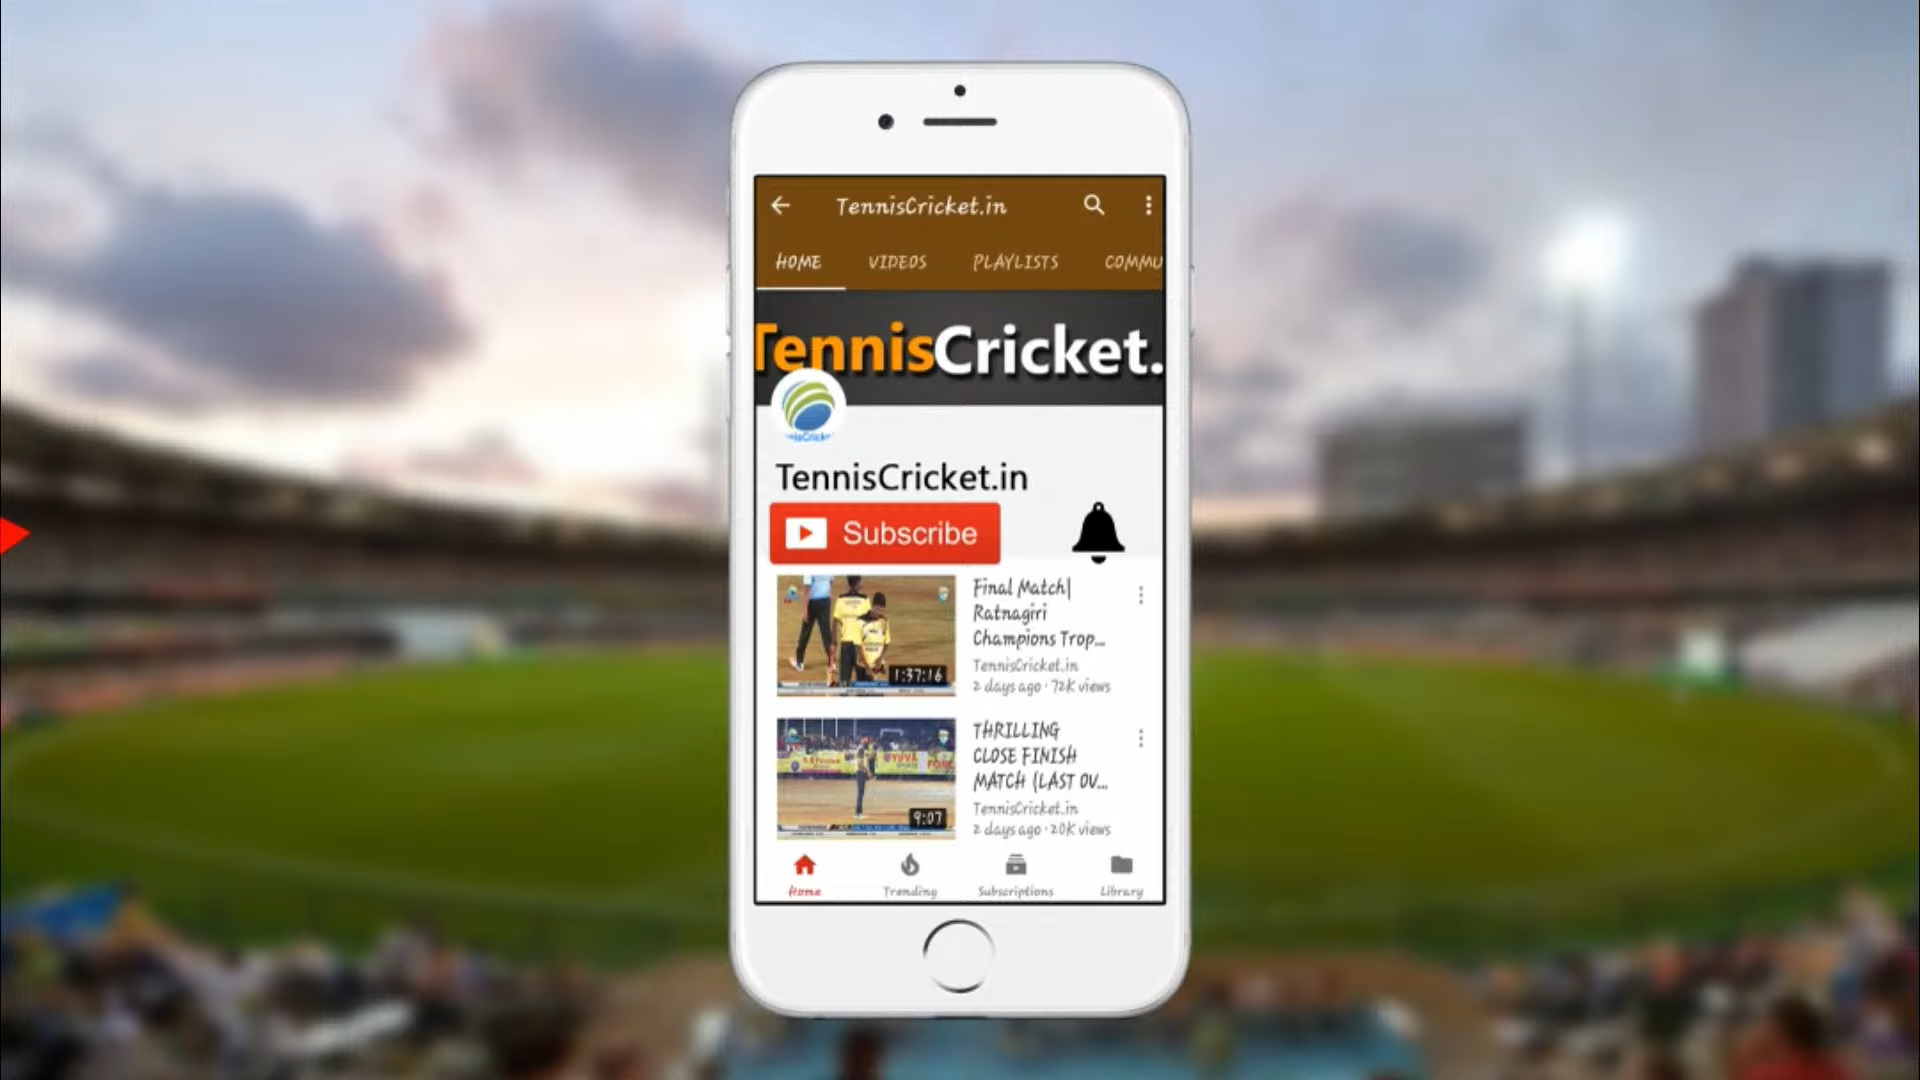 TennisCricket.in
HOME VIDEOS PLAYLISTS COMMU
TennisCricket.
TennisCricket.in
Subscribe
Final Match|
Ratnagiri
Champions Trop...
TennisCricket.in
2 days ago · 72K views
1:37:16
THRILLING
CLOSE FINISH
MATCH (LAST OV...
TennisCricket.in
2 days ago · 20K views
9:07
Home Trending Subscriptions Library